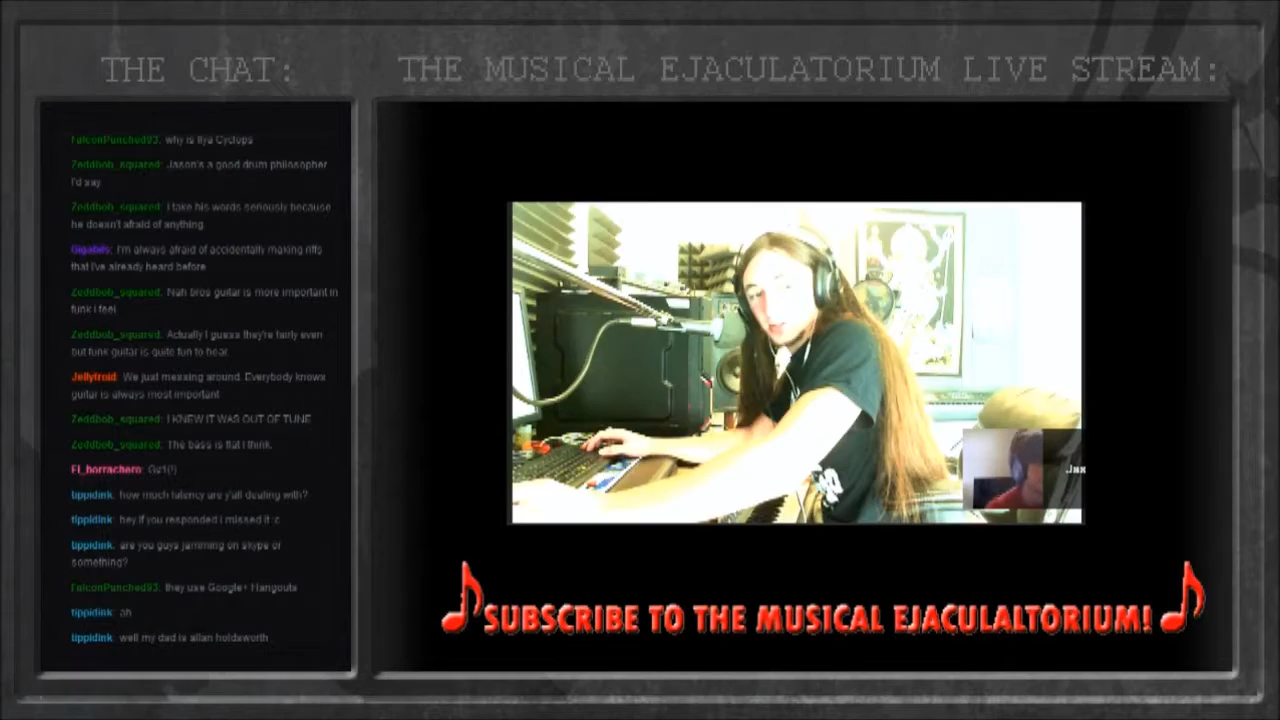 THE CHAT:
THE MUSICAL EJACULATORIUM LIVE STREAM:
FalconPunched93: why is Ilya Cyclops
Zeddbob_squared: Jason's a good drum philosopher
I'd say
Zeddbob_squared: I take his words seriously because
he doesn't afraid of anything.
Gigabits: I'm always afraid of accidentally making riffs
that I've already heard before
Zeddbob_squared: Nah bros guitar is more important in
funk I feel
Zeddbob_squared: Actually I guess they're fairly even
but funk guitar is quite fun to hear.
Jellytroid: We just messing around. Everybody knows
guitar is always most important
Zeddbob_squared: I KNEW IT WAS OUT OF TUNE
Zeddbob_squared: The bass is flat I think.
El_borrachero:
tippidink: how much latency are y'all dealing with?
tippidink: hey if you responded i missed it :c
tippidink: are you guys jamming on skype or
something?
FalconPunched93: they use Google+ Hangouts
tippidink: ah
tippidink: well my dad is allan holdsworth
Jax
SUBSCRIBE TO THE MUSICAL EJACULALTORIUM!